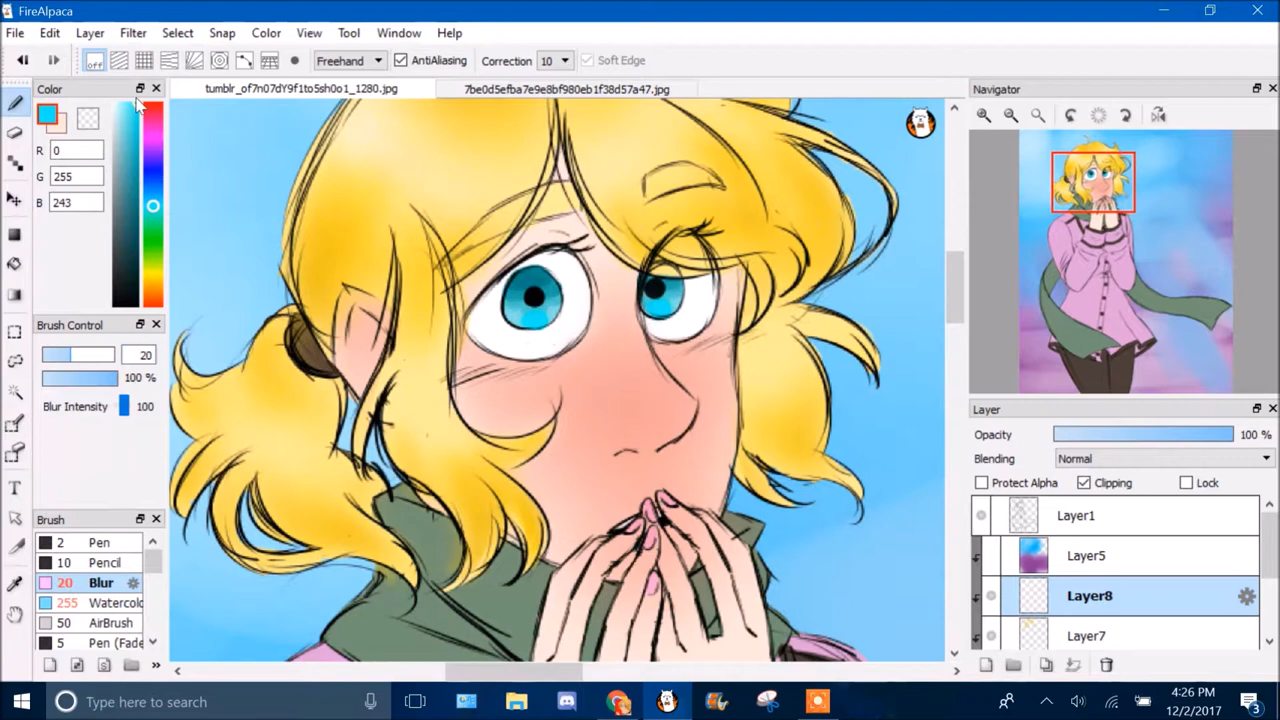 FireAlpaca
File Edit Layer Filter Select Snap Color View Tool Window Help
off Freehand AntiAliasing Correction 10 Soft Edge
Color
tumblr_of7n07dY9f1to5sh0o1_1280.jpg
7be0d5efba7e9e8bf980eb1f38d57a47.jpg
Navigator
R 0
G 255
B 243
Brush Control
20
100 %
Blur Intensity 100
Brush
2 Pen
10 Pencil
20 Blur
255 Waterco
50 AirBrush
5 Pen (Fade
Layer
Opacity 100 %
Blending Normal
Protect Alpha Clipping Lock
Layer1
Layer5
Layer8
Layer7
Type here to search
4:26 PM
12/2/2017
3